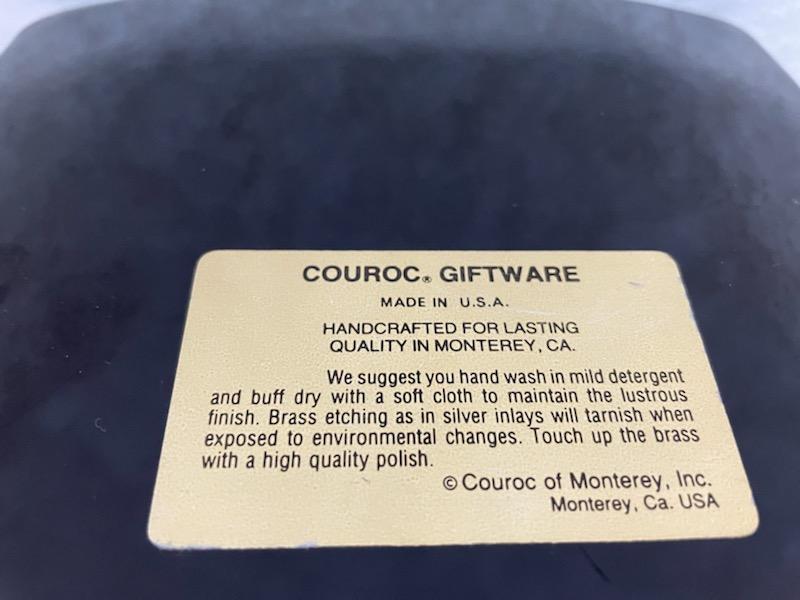 COUROC® GIFTWARE
MADE IN U.S.A.
HANDCRAFTED FOR LASTING
QUALITY IN MONTEREY, CA.
We suggest you hand wash in mild detergent
and buff dry with a soft cloth to maintain the lustrous
finish. Brass etching as in silver inlays will tarnish when
exposed to environmental changes. Touch up the brass
with a high quality polish.
© Couroc of Monterey, Inc.
Monterey, Ca. USA